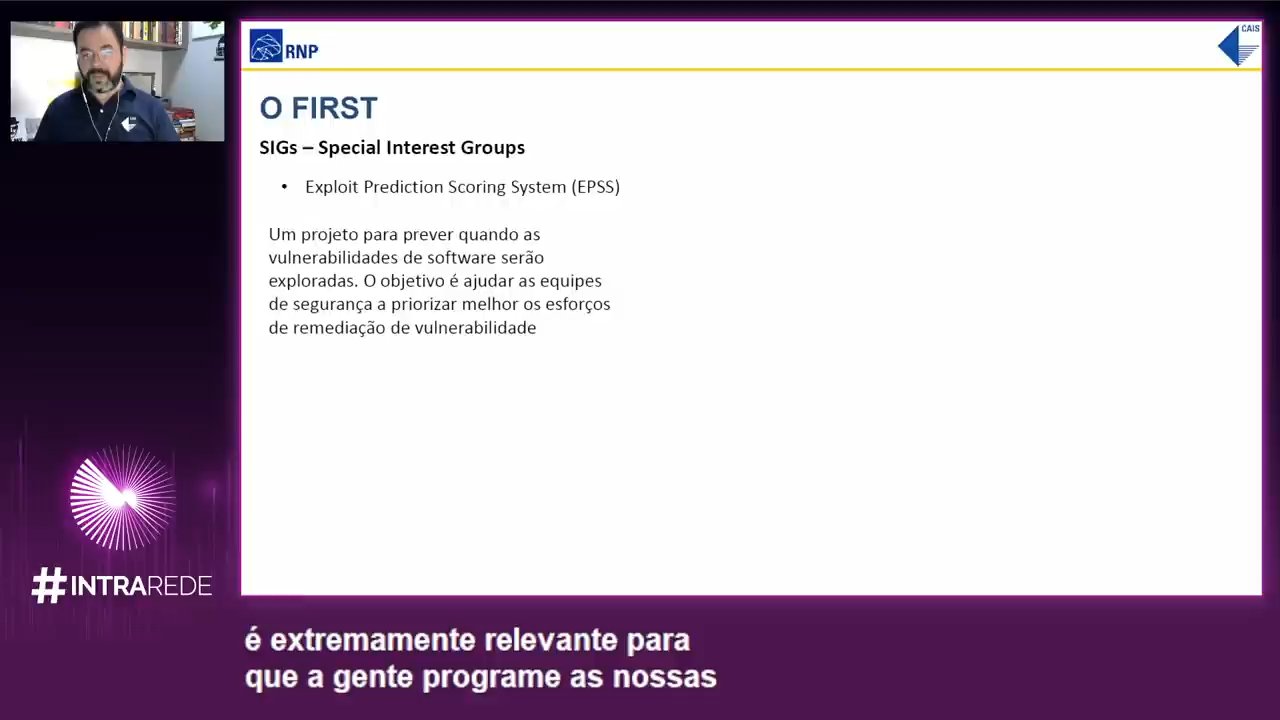 RNP
CAIS
O FIRST
SIGs – Special Interest Groups
• Exploit Prediction Scoring System (EPSS)
Um projeto para prever quando as
vulnerabilidades de software serão
exploradas. O objetivo é ajudar as equipes
de segurança a priorizar melhor os esforços
de remediação de vulnerabilidade
#INTRAREDE
é extremamente relevante para
que a gente programe as nossas